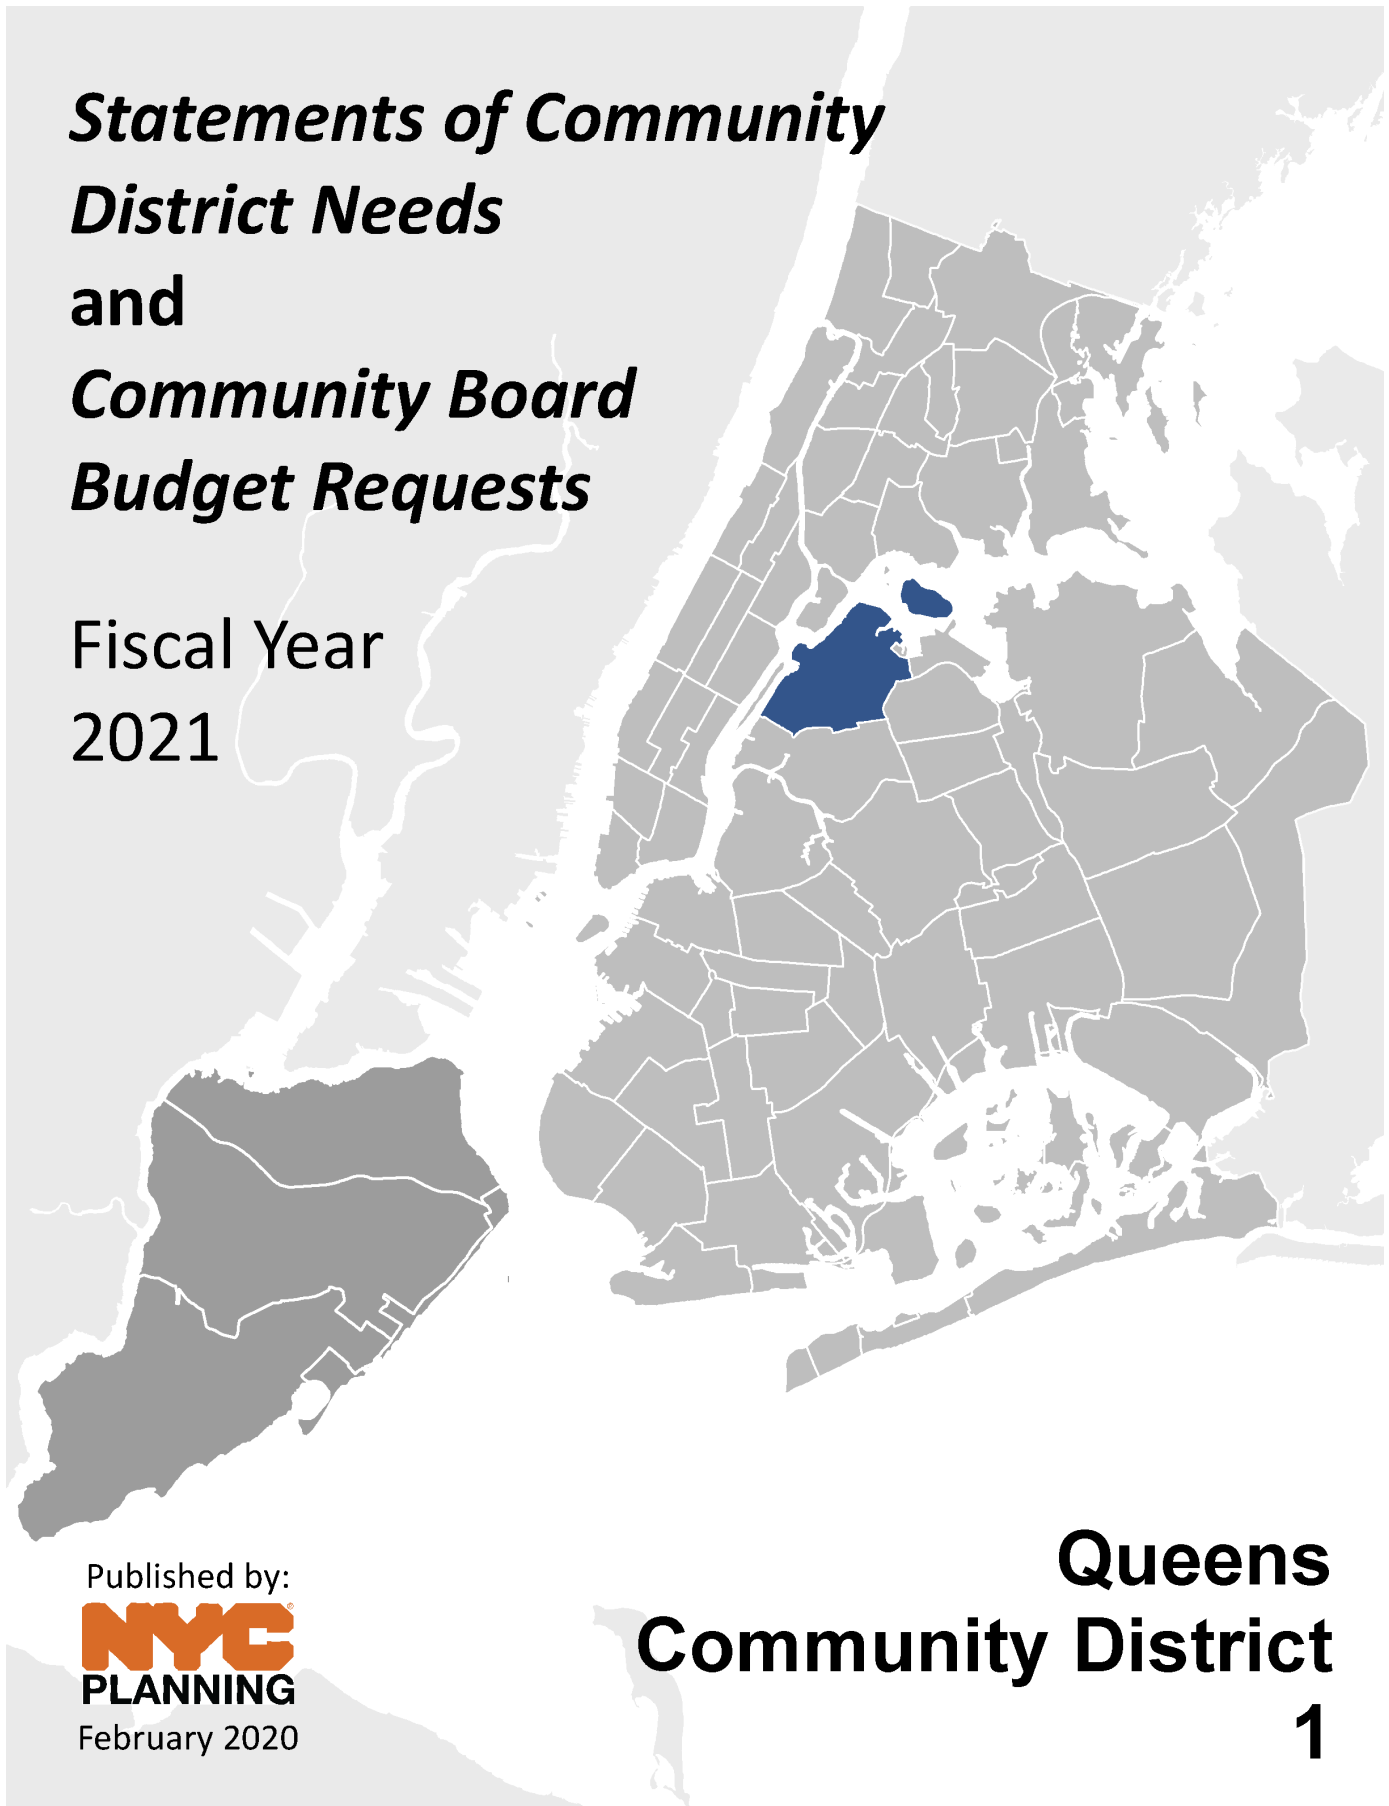 Statements of Community
District Needs
and
Community Board
Budget Requests
Fiscal Year
2021
Published by:
NYC®
PLANNING
February 2020
Queens
Community District
1